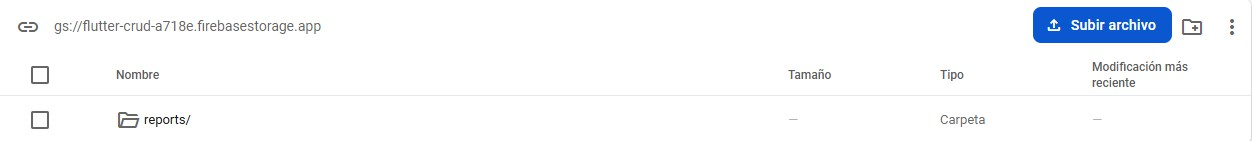 gs://flutter-crud-a718e.firebasestorage.app
Subir archivo
Nombre
Tamaño
Tipo
Modificación más
reciente
reports/
—
Carpeta
—